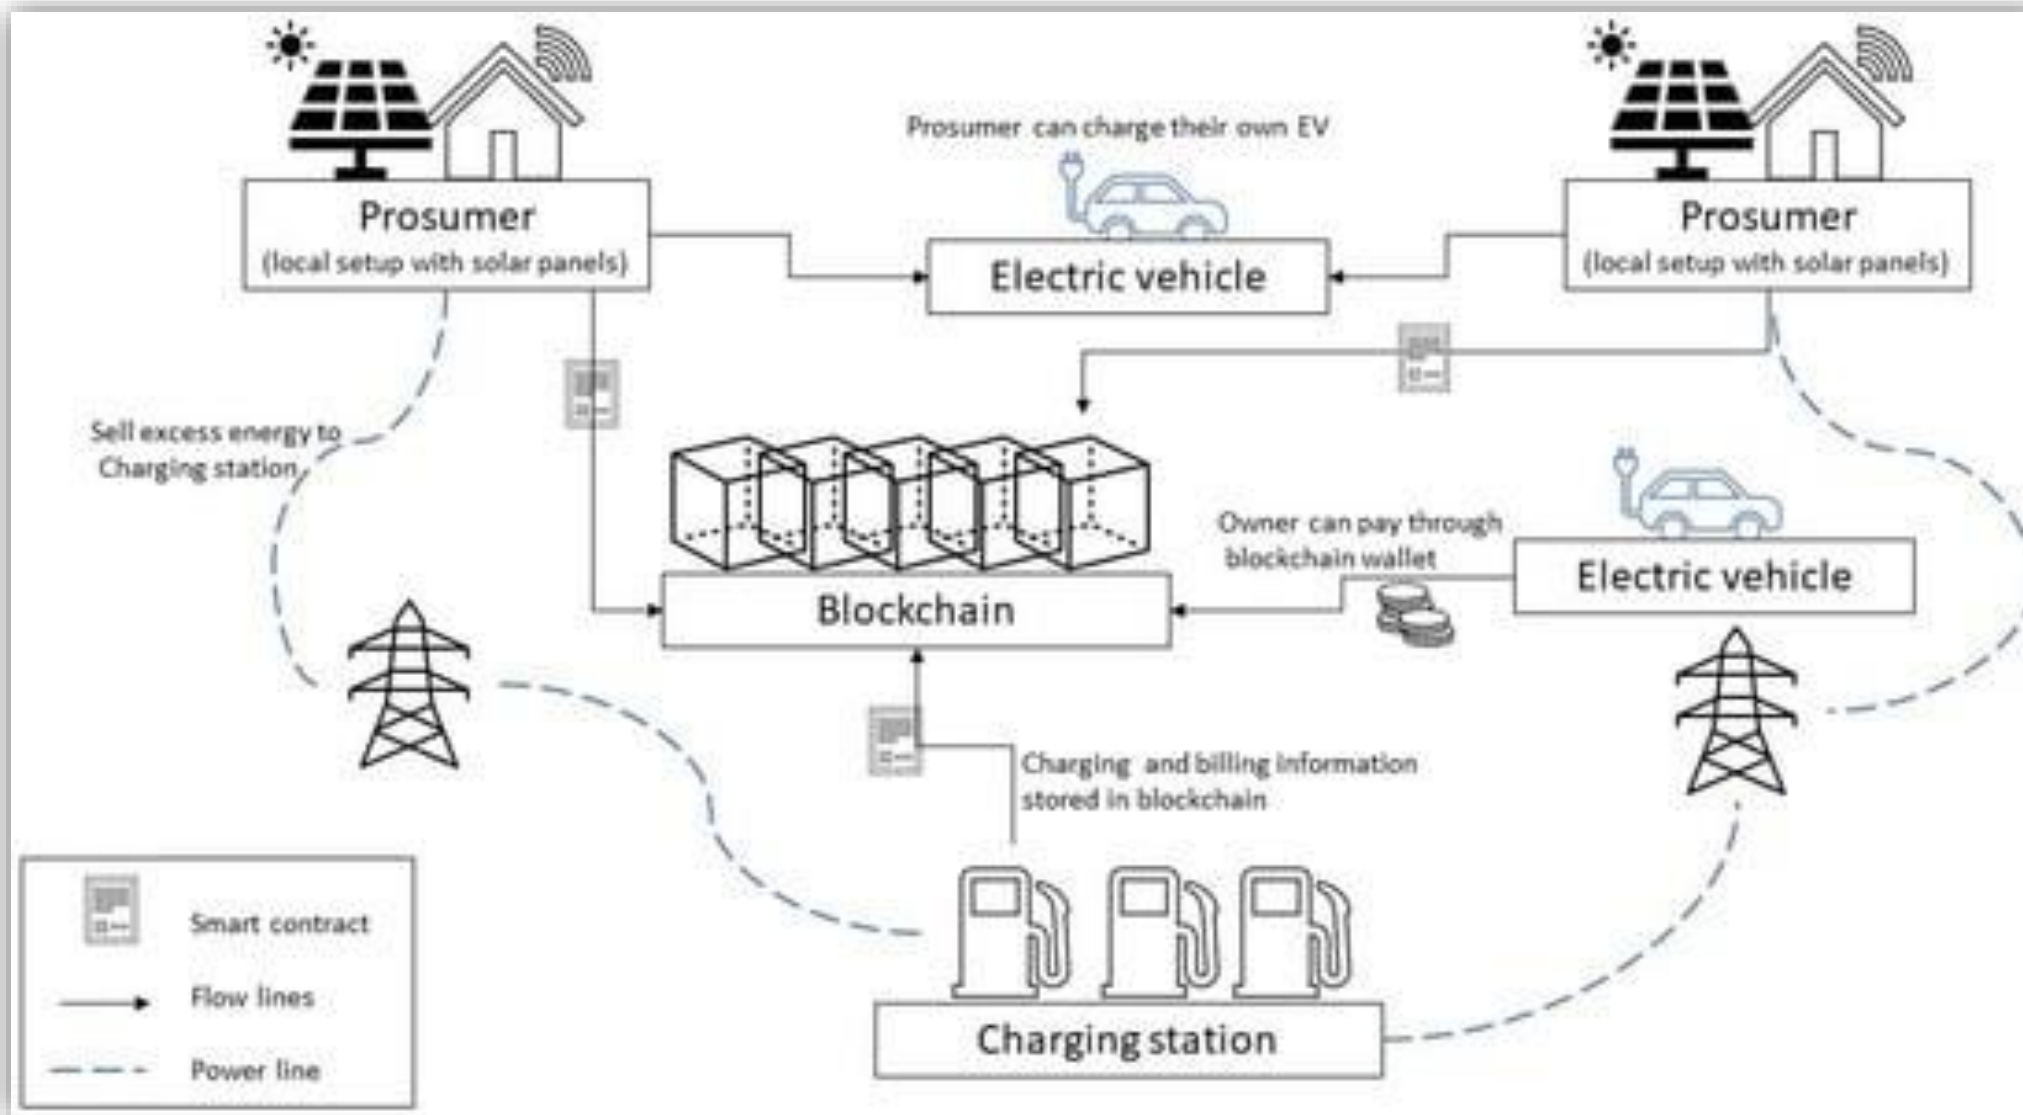 Prosumer
(local setup with solar panels)
Prosumer can charge their own EV
Electric vehicle
Prosumer
(local setup with solar panels)
Sell excess energy to
Charging station
Blockchain
Owner can pay through
blockchain wallet
Electric vehicle
Charging and billing information
stored in blockchain
Charging station
Smart contract
Flow lines
Power line